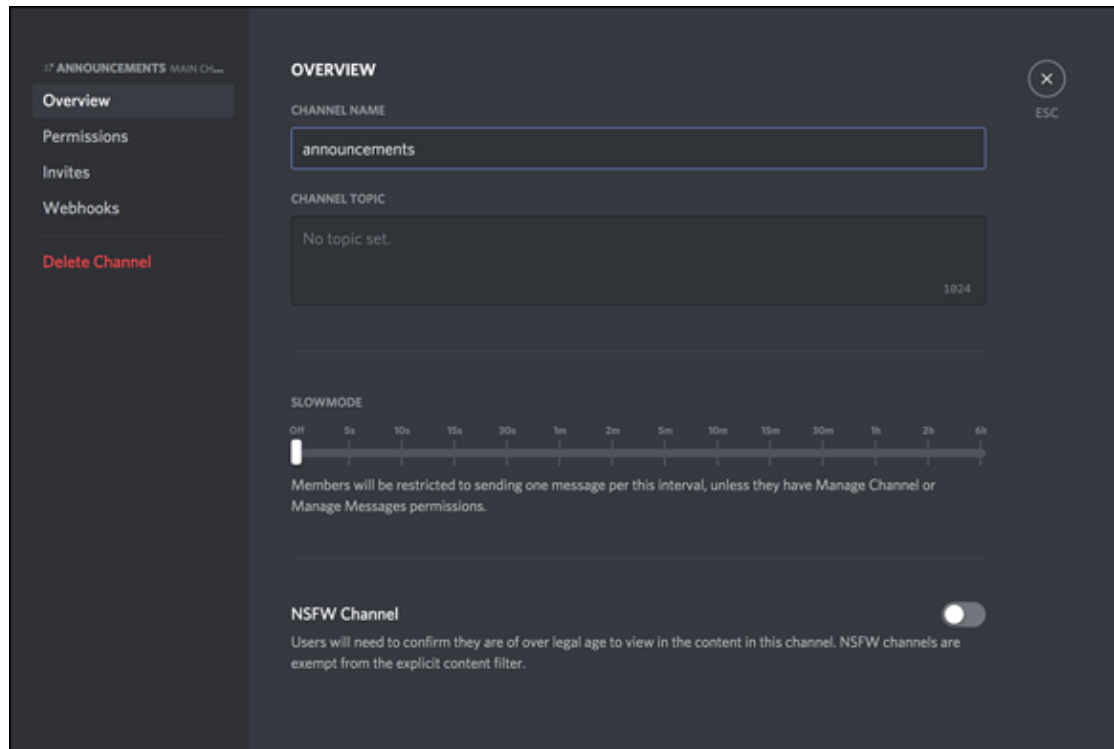 ANNOUNCEMENTS MAIN CH...
Overview
Permissions
Invites
Webhooks
Delete Channel
OVERVIEW
CHANNEL NAME
announcements
CHANNEL TOPIC
No topic set.
1024
SLOWMODE
Off 5s 10s 15s 30s 1m 2m 5m 10m 15m 30m 1h 2h 6h
Members will be restricted to sending one message per this interval, unless they have Manage Channel or
Manage Messages permissions.
NSFW Channel
Users will need to confirm they are of over legal age to view in the content in this channel. NSFW channels are
exempt from the explicit content filter.
ESC